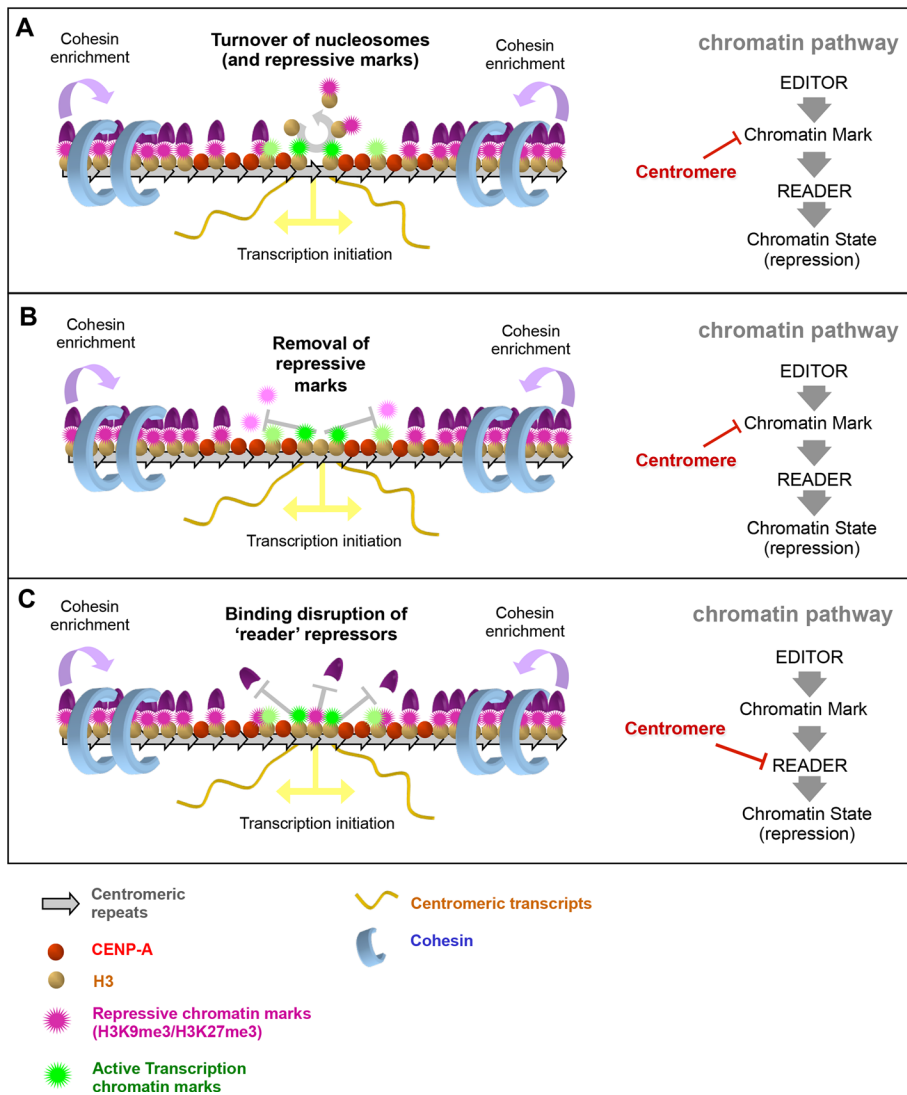 A
Cohesin
enrichment
Turnover of nucleosomes
(and repressive marks)
Cohesin
enrichment
Transcription initiation
chromatin pathway
EDITOR
Chromatin Mark
Centromere
READER
Chromatin State
(repression)
B
Cohesin
enrichment
Removal of
repressive
marks
Cohesin
enrichment
Transcription initiation
chromatin pathway
EDITOR
Chromatin Mark
Centromere
READER
Chromatin State
(repression)
C
Cohesin
enrichment
Binding disruption of
‘reader’ repressors
Cohesin
enrichment
Transcription initiation
chromatin pathway
EDITOR
Chromatin Mark
Centromere
READER
Chromatin State
(repression)
Centromeric
repeats
CENP-A
H3
Repressive chromatin marks
(H3K9me3/H3K27me3)
Active Transcription
chromatin marks
Centromeric transcripts
Cohesin